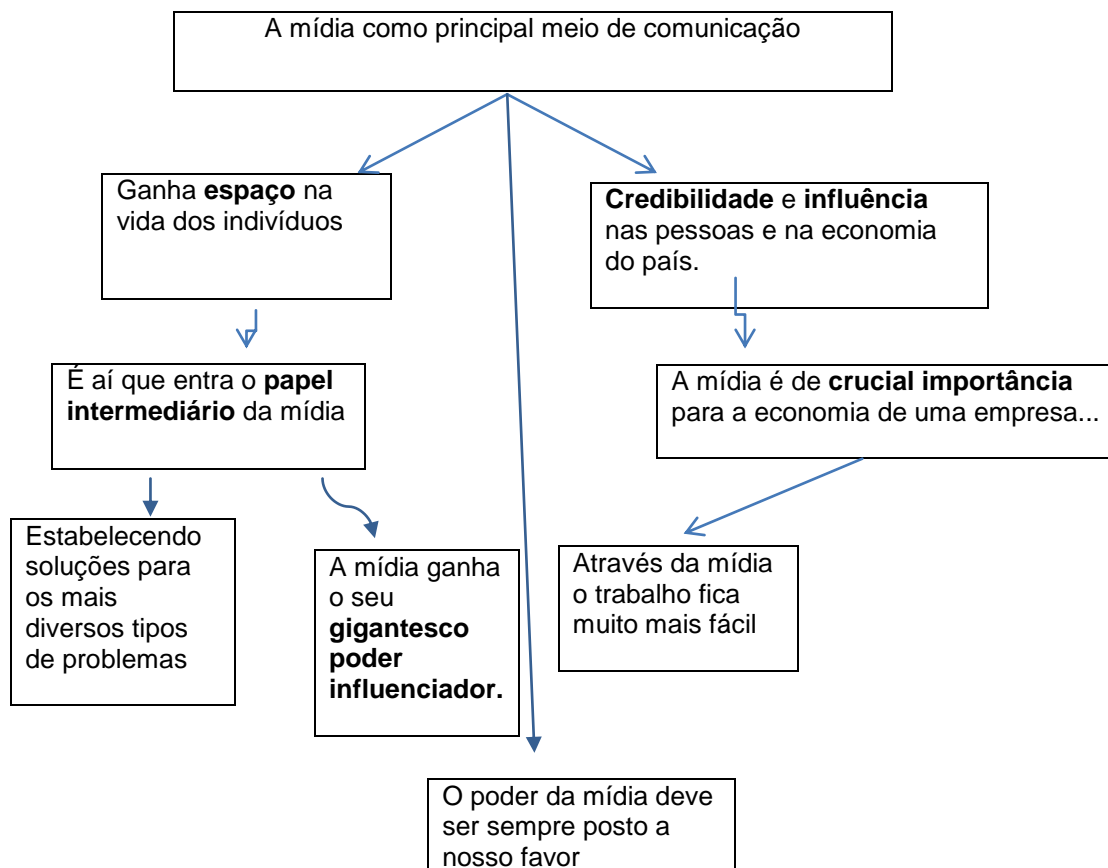 A mídia como principal meio de comunicação
Ganha espaço na
vida dos indivíduos
Credibilidade e influência
nas pessoas e na economia
do país.
É aí que entra o papel
intermediário da mídia
A mídia é de crucial importância
para a economia de uma empresa...
Estabelecendo
soluções para
os mais
diversos tipos
de problemas
A mídia ganha
o seu
gigantesco
poder
influenciador.
Através da mídia
o trabalho fica
muito mais fácil
O poder da mídia deve
ser sempre posto a
nosso favor